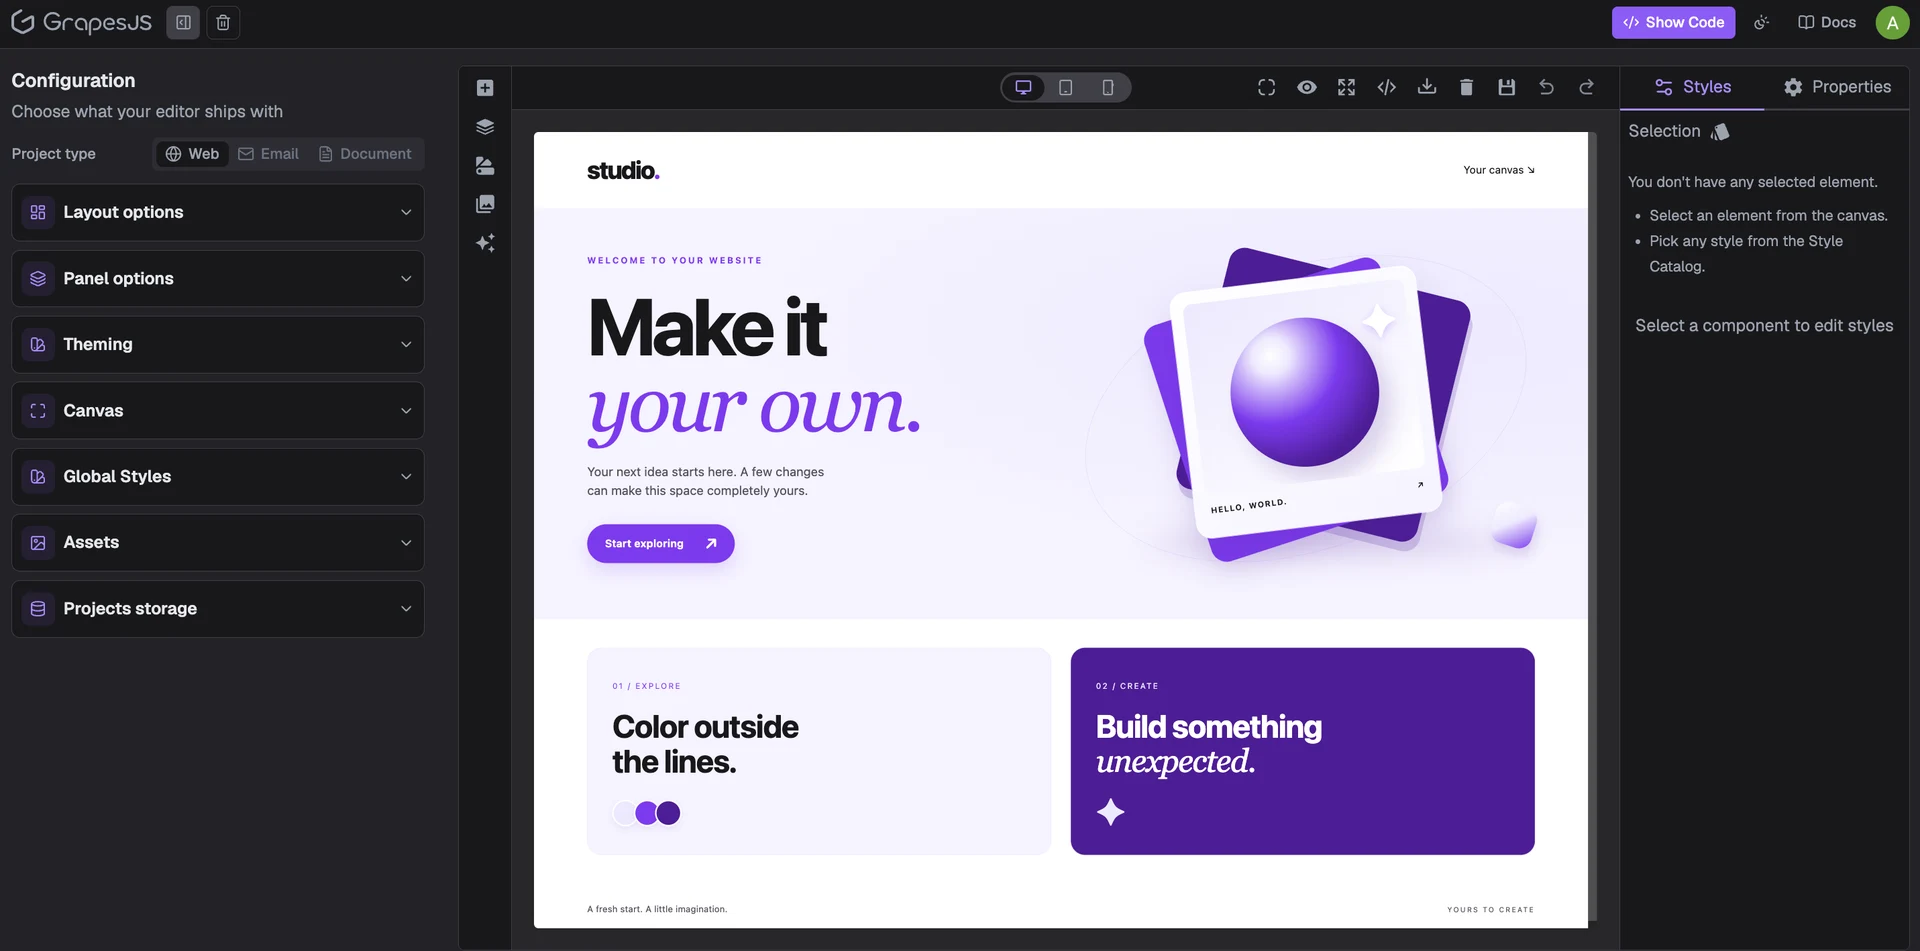 GrapesJS
Show Code
Docs
A
Configuration
Choose what your editor ships with
Project type
Web
Email
Document
Layout options
Panel options
Theming
Canvas
Global Styles
Assets
Projects storage
studio.
Your canvas ↘
WELCOME TO YOUR WEBSITE
Make it
your own.
Your next idea starts here. A few changes
can make this space completely yours.
Start exploring
HELLO, WORLD.
01 / EXPLORE
Color outside
the lines.
02 / CREATE
Build something
unexpected.
A fresh start. A little imagination.
YOURS TO CREATE
Styles
Properties
Selection
You don't have any selected element.
• Select an element from the canvas.
• Pick any style from the Style
Catalog.
Select a component to edit styles